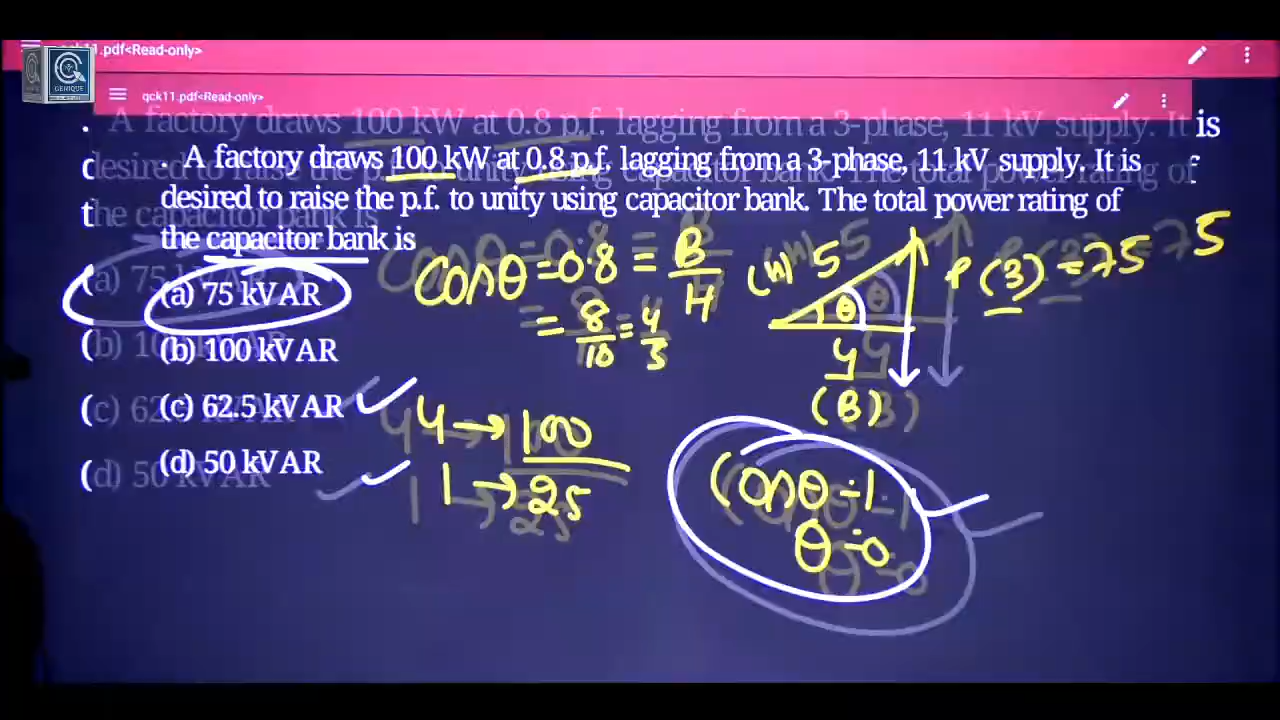 qck11.pdf<Read-only>
GENIQUE
qck11.pdf<Read-only>
. A factory draws 100 kW at 0.8 p.f. lagging from a 3-phase, 11 kV supply. It is
desired to raise the p.f. to unity using capacitor bank. The total power rating of
the capacitor bank is
(a) 75 kVAR
(b) 100 kVAR
(c) 62.5 kVAR
(d) 50 kVAR
cosθ=0.8 = B/H
= 8/10 = 4/3
(H) 5
θ
P (3) = 75
4
(B)
4 → 100
1 → 25
cosθ = 1
θ = 0